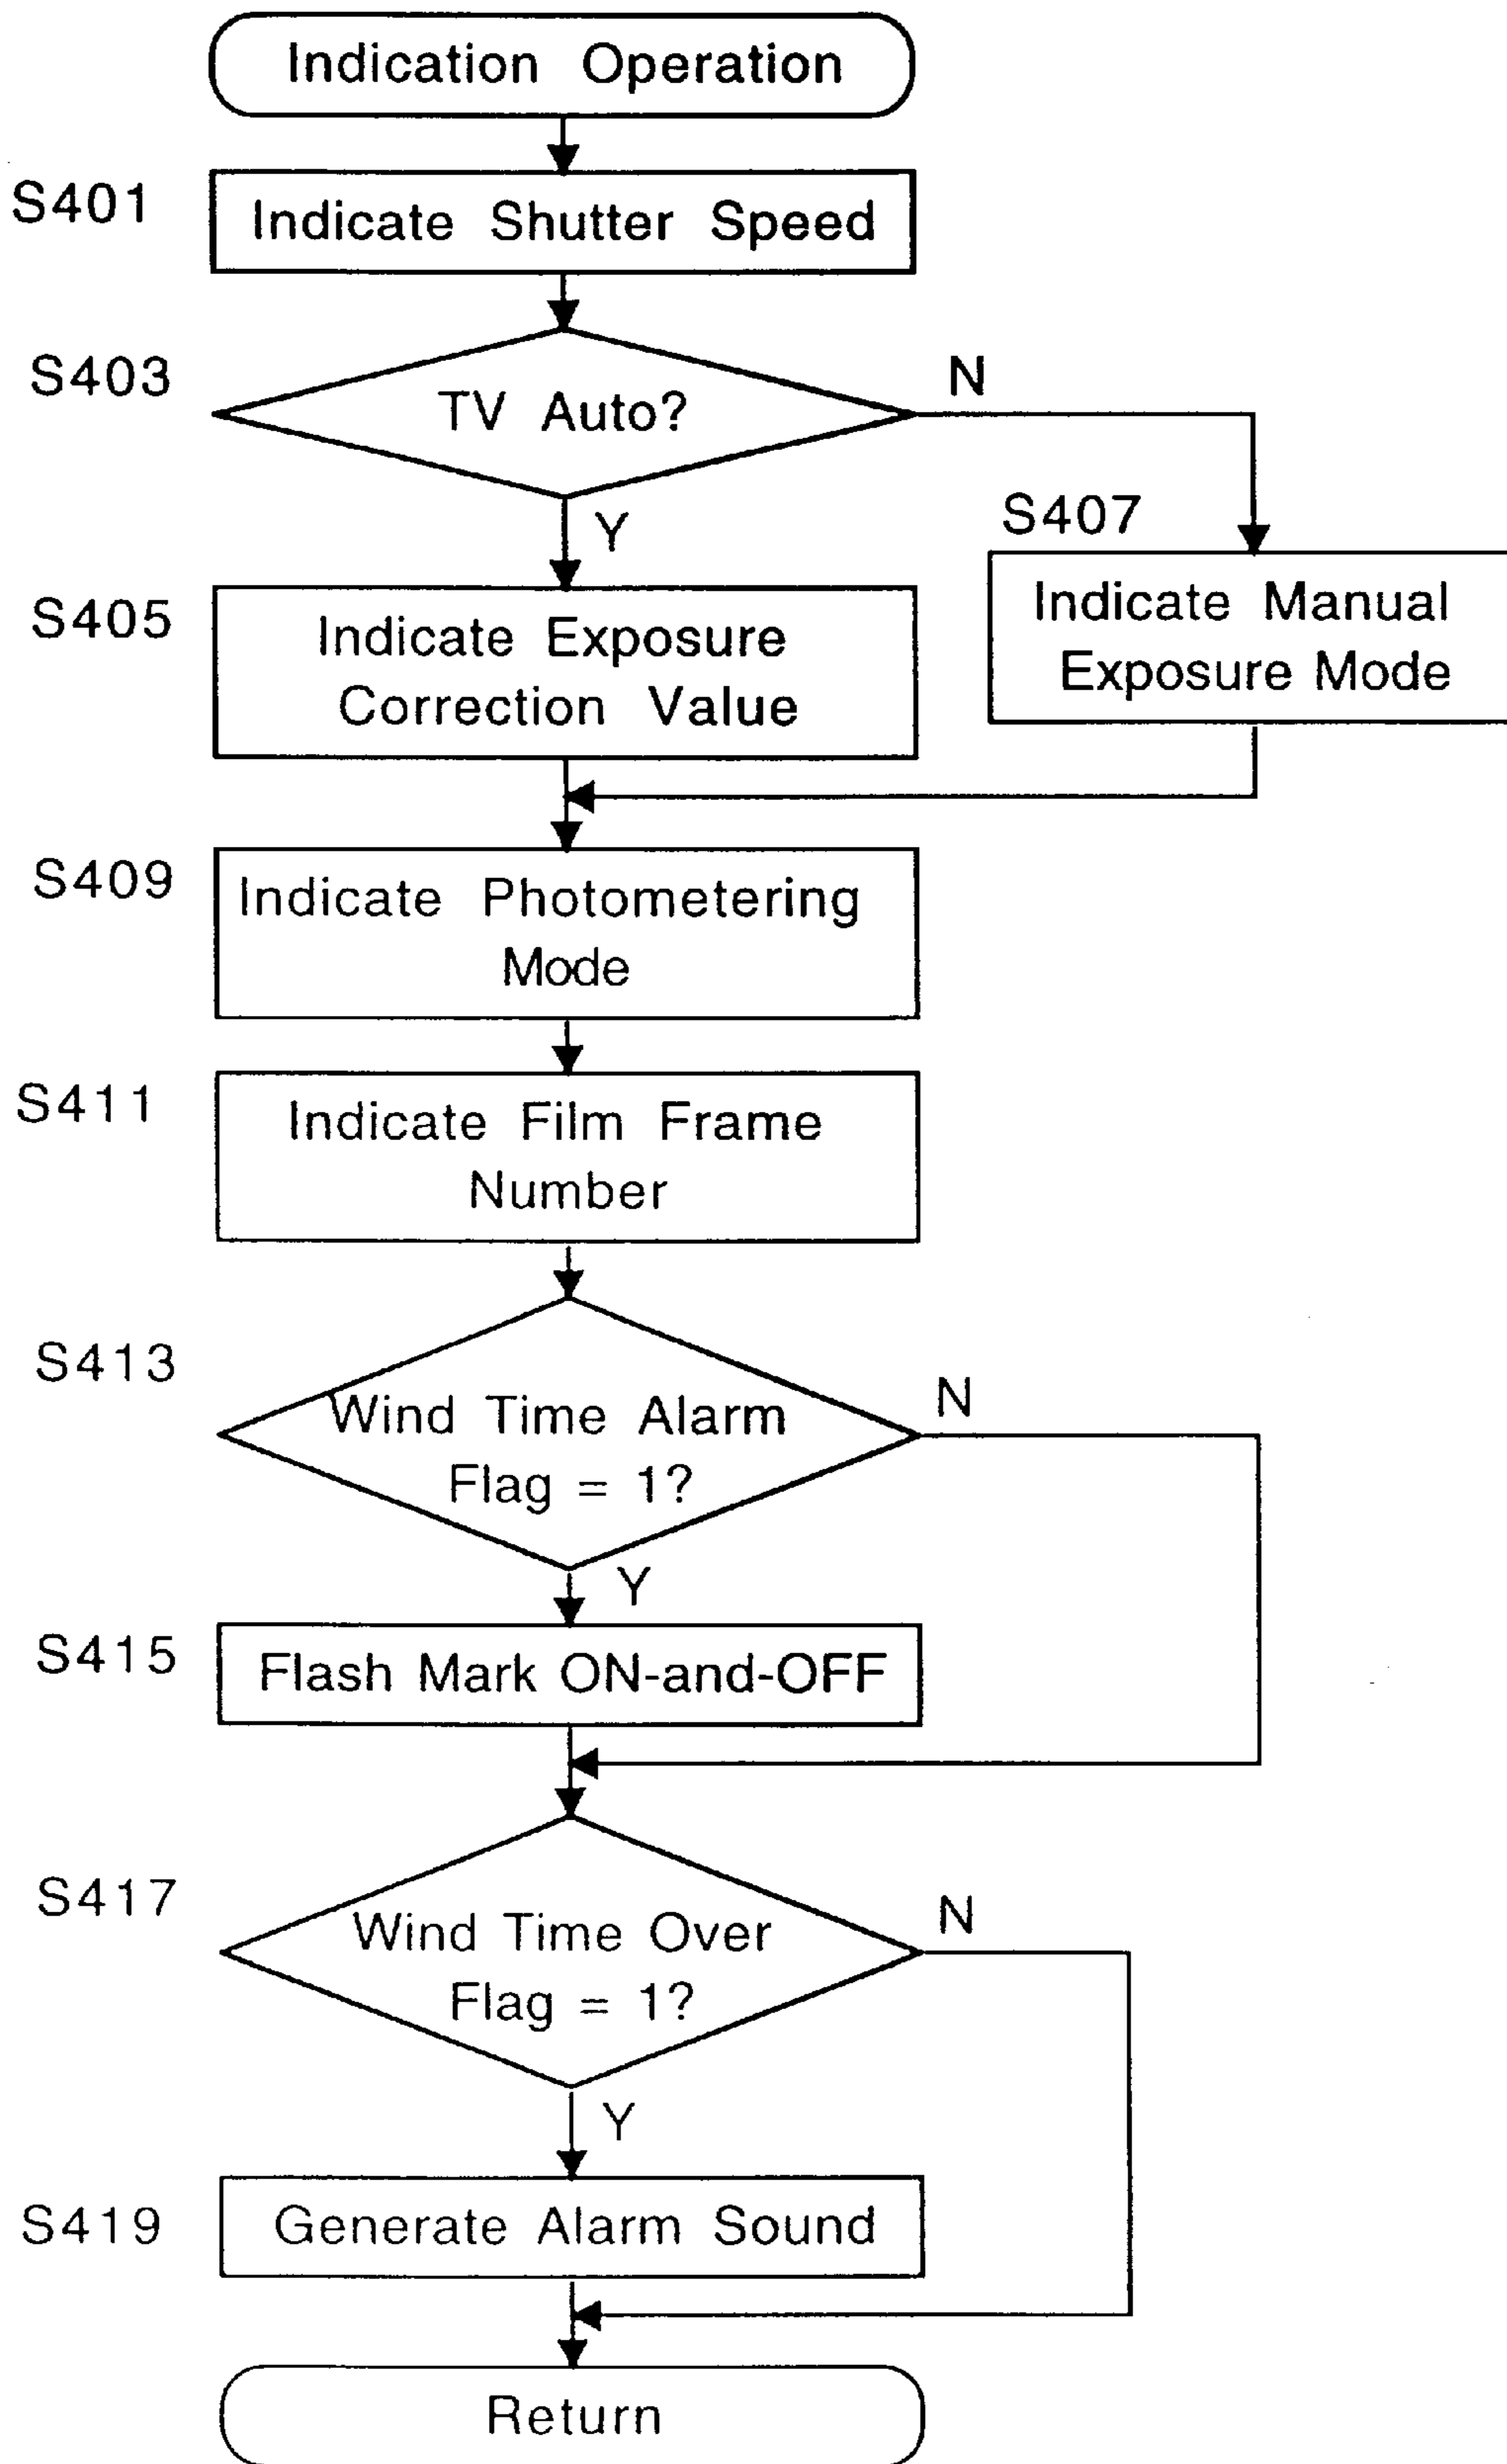 Indication Operation
S401
Indicate Shutter Speed
S403
TV Auto?
N
Y
S407
Indicate Manual
Exposure Mode
S405
Indicate Exposure
Correction Value
S409
Indicate Photometering
Mode
S411
Indicate Film Frame
Number
S413
Wind Time Alarm
Flag = 1?
N
Y
S415
Flash Mark ON-and-OFF
S417
Wind Time Over
Flag = 1?
N
Y
S419
Generate Alarm Sound
Return